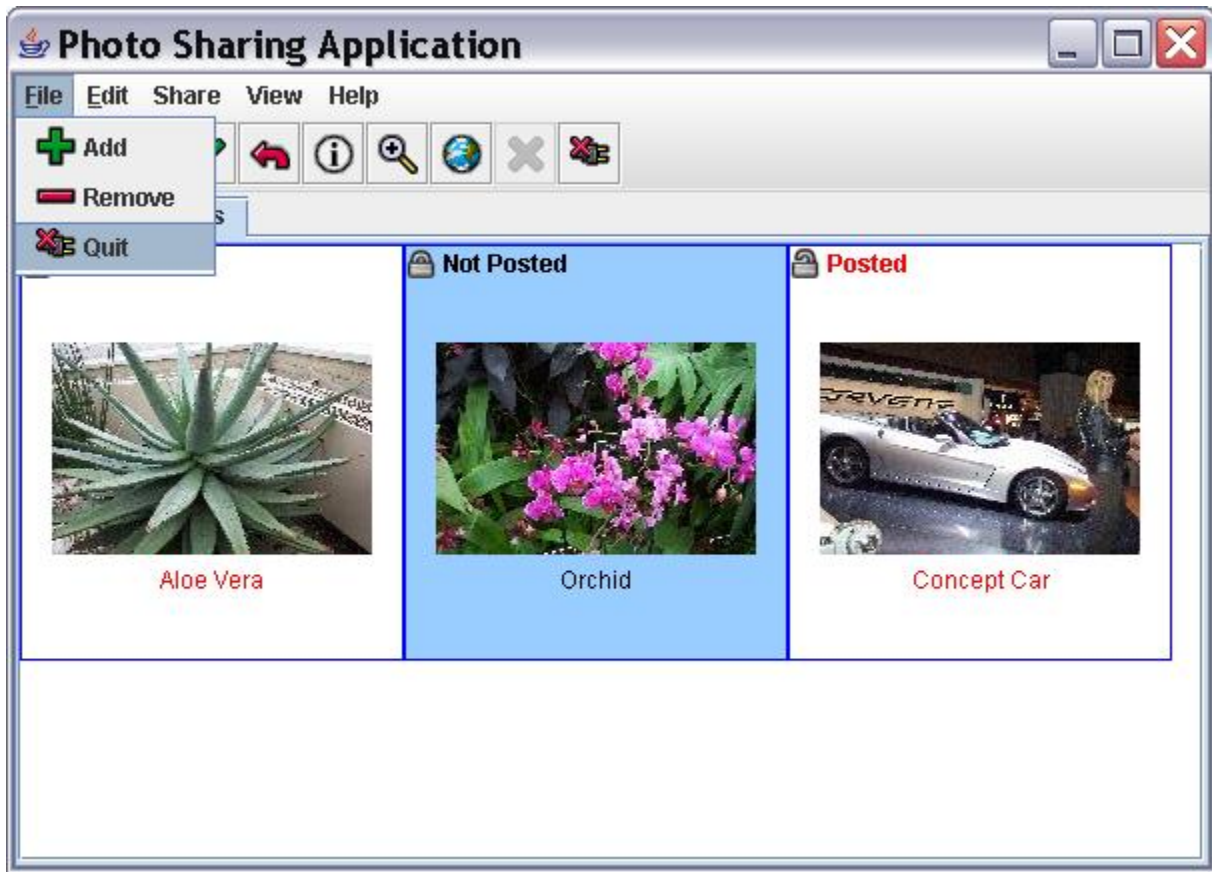 Photo Sharing Application
File Edit Share View Help
Add
Remove
Quit
Not Posted
Posted
Aloe Vera
Orchid
Concept Car